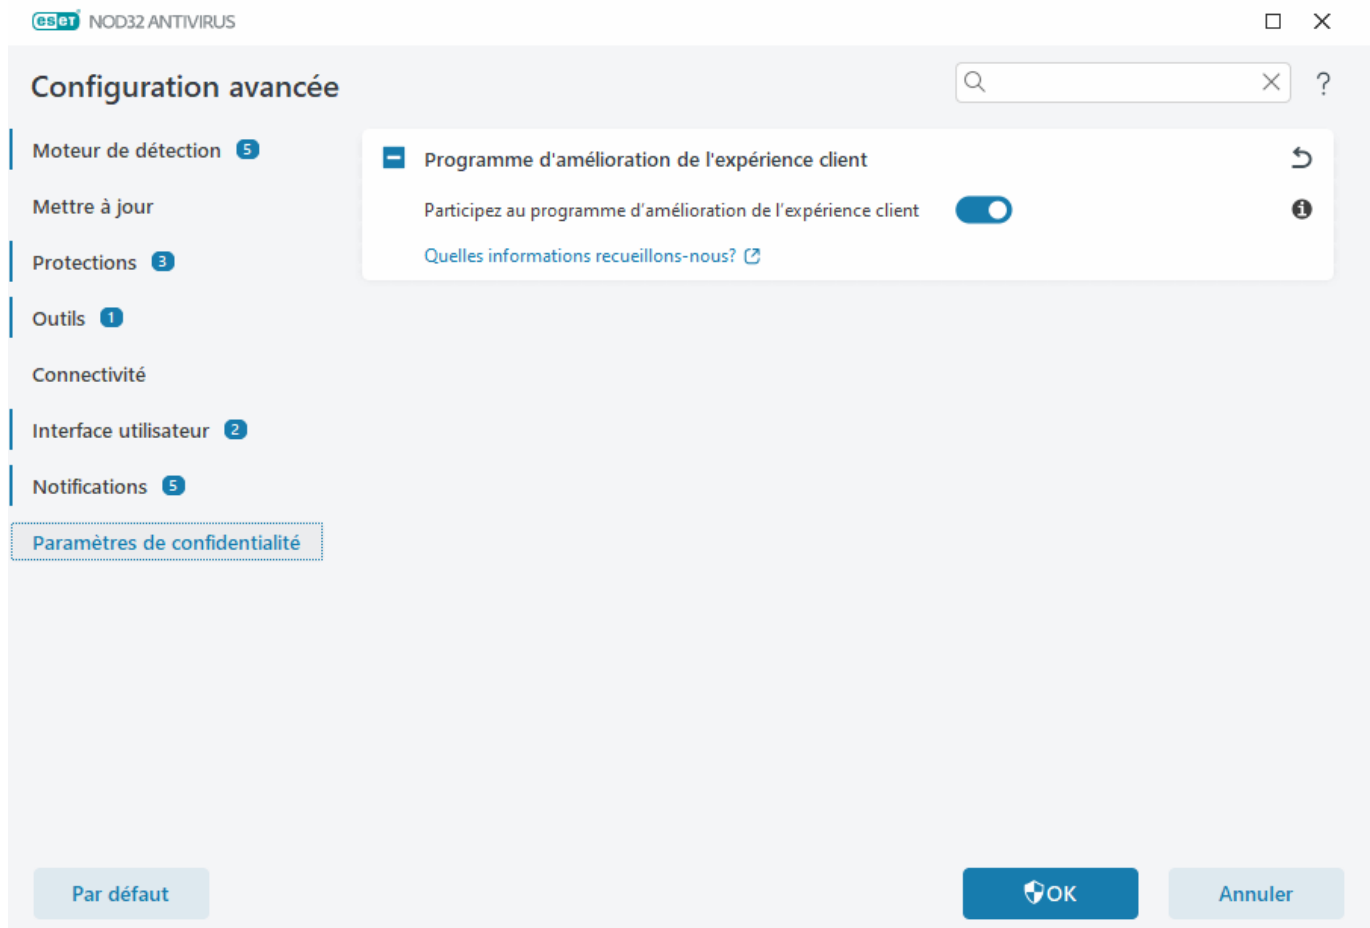 eset NOD32 ANTIVIRUS
Configuration avancée
?
Moteur de détection 5
Mettre à jour
Protections 3
Outils 1
Connectivité
Interface utilisateur 2
Notifications 5
Paramètres de confidentialité
Programme d'amélioration de l'expérience client
Participez au programme d'amélioration de l'expérience client
Quelles informations recueillons-nous?
Par défaut
OK
Annuler